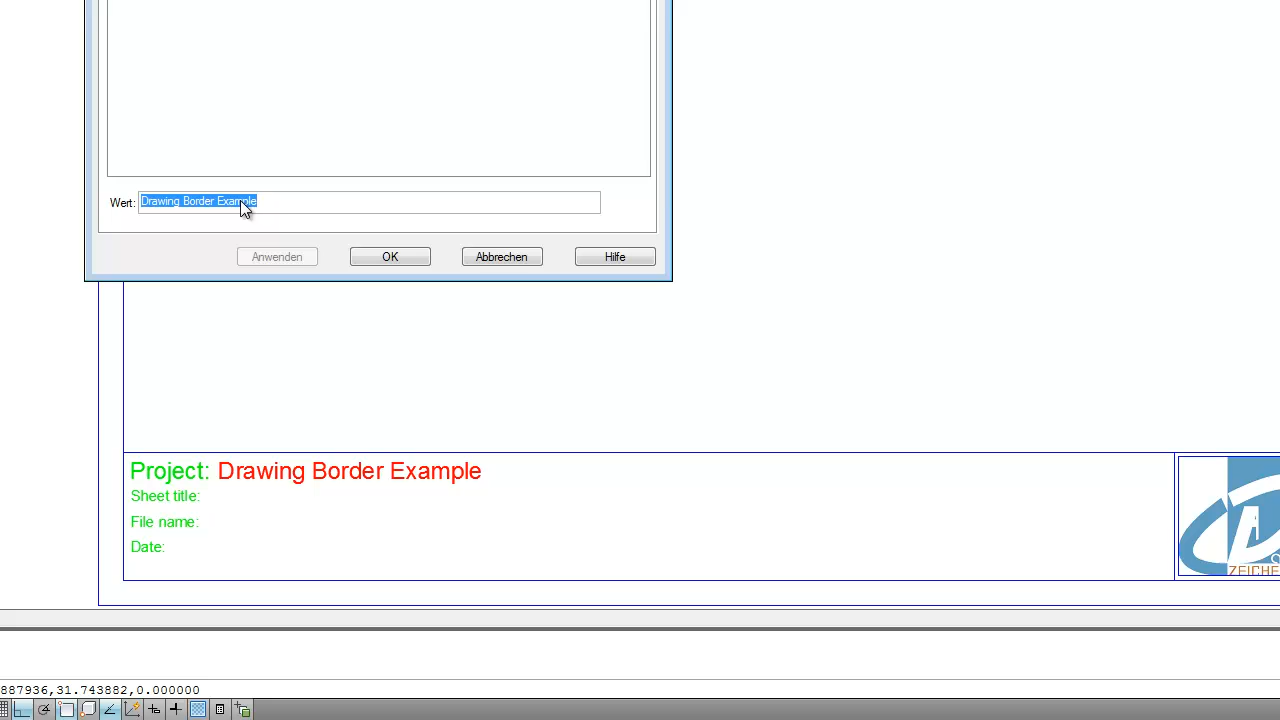 Wert: Drawing Border Example
Anwenden OK Abbrechen Hilfe
Project: Drawing Border Example
Sheet title:
File name:
Date:
ZEICHE
887936,31.743882,0.000000